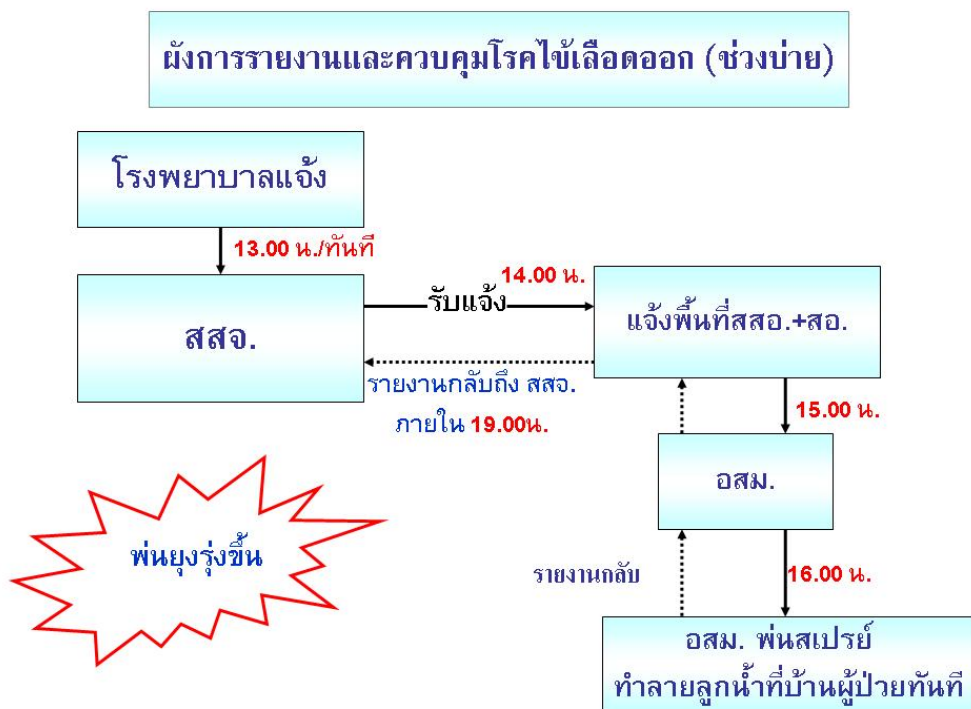 ผังการรายงานและควบคุมโรคไข้เลือดออก (ช่วงบ่าย)
โรงพยาบาลแจ้ง
13.00 น./ทันที
สสจ.
รับแจ้ง
14.00 น.
แจ้งพื้นที่สสอ.+สอ.
รายงานกลับถึง สสจ.
ภายใน 19.00น.
15.00 น.
อสม.
พ่นยุงรุ่งขึ้น
รายงานกลับ
16.00 น.
อสม. พ่นสเปรย์
ทำลายลูกน้ำที่บ้านผู้ป่วยทันที